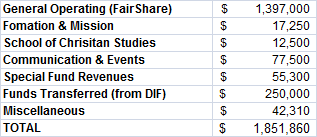 General Operating (FairShare) $ 1,397,000
Fomation & Mission $ 17,250
School of Chrisitan Studies $ 12,500
Communication & Events $ 77,500
Special Fund Revenues $ 55,300
Funds Transferred (from DIF) $ 250,000
Miscellaneous $ 42,310
TOTAL $ 1,851,860